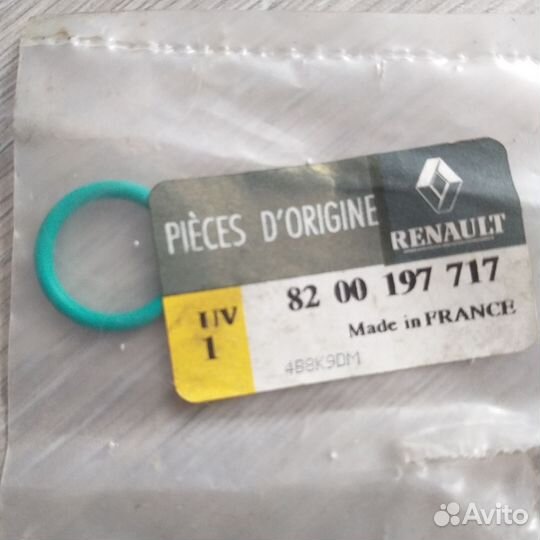 PIÈCES D'ORIGINE
RENAULT
UV
1
82 00 197 717
Made in FRANCE
4B8K9DM
Avito